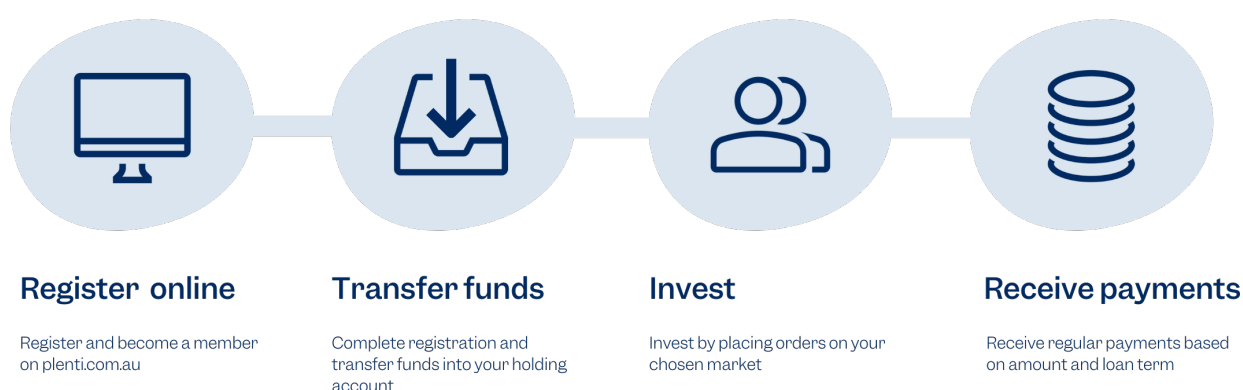 Register online
Transfer funds
Invest
Receive payments
Register and become a member
on plenti.com.au
Complete registration and
transfer funds into your holding
account
Invest by placing orders on your
chosen market
Receive regular payments based
on amount and loan term